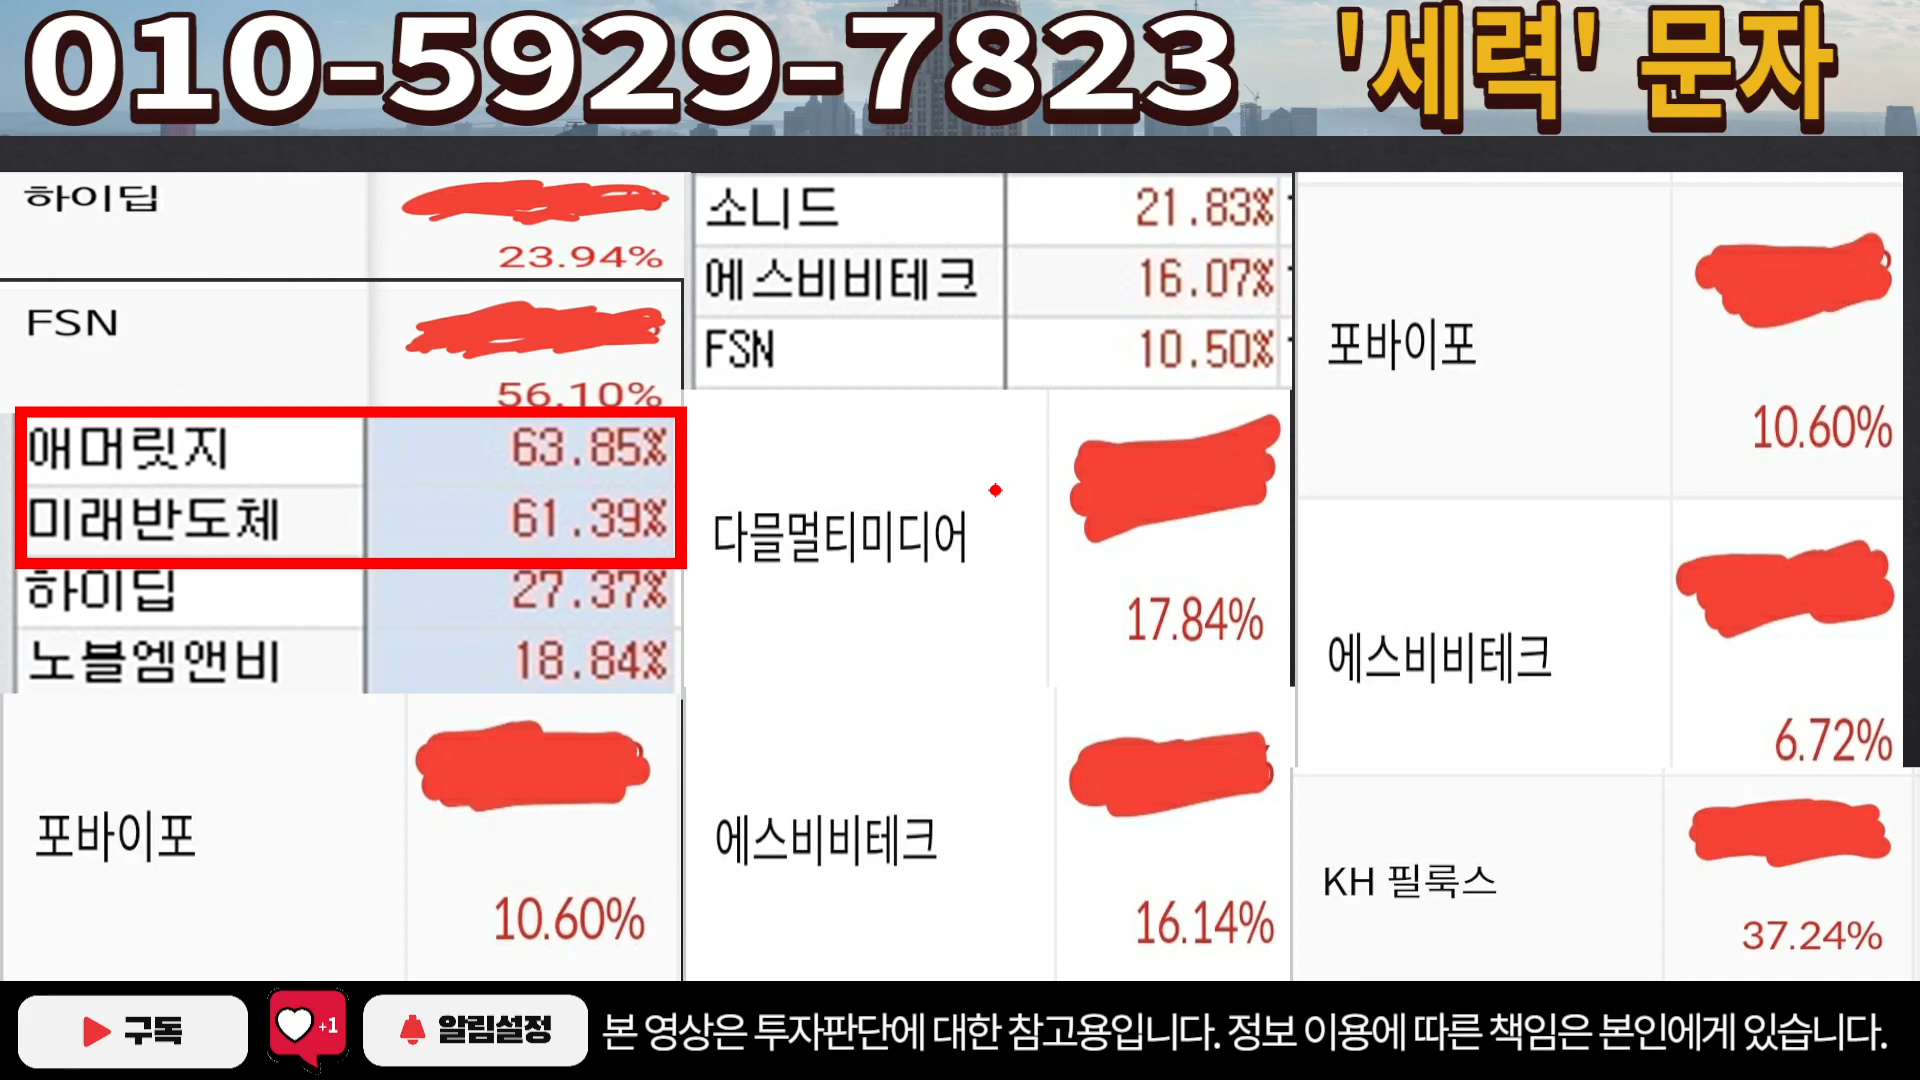 010-5929-7823 '세력' 문자
하이딥
23.94%
FSN
56.10%
애머릿지 63.85%
미래반도체 61.39%
하이딥 27.37%
노블엠앤비 18.84%
포바이포
10.60%
소니드 21.83%
에스비비테크 16.07%
FSN 10.50%
다믈멀티미디어
17.84%
에스비비테크
16.14%
포바이포
10.60%
에스비비테크
6.72%
KH 필룩스
37.24%
구독 +1 알림설정 본 영상은 투자판단에 대한 참고용입니다. 정보 이용에 따른 책임은 본인에게 있습니다.